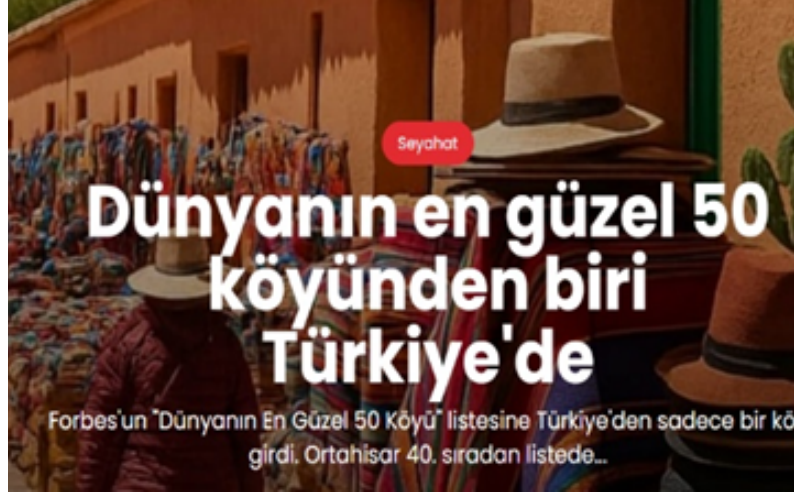 Seyahat
Dünyanın en güzel 50
köyünden biri
Türkiye'de
Forbes'un "Dünyanın En Güzel 50 Köyü" listesine Türkiye'den sadece bir kö
girdi. Ortahisar 40. sıradan listede...